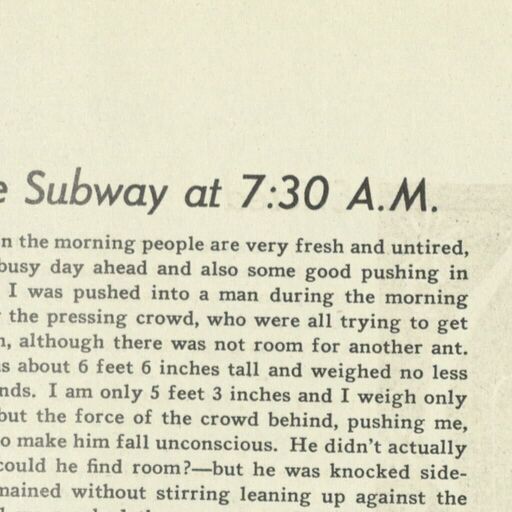 e Subway at 7:30 A.M.
n the morning people are very fresh and untired,
busy day ahead and also some good pushing in
I was pushed into a man during the morning
the pressing crowd, who were all trying to get
n, although there was not room for another ant.
s about 6 feet 6 inches tall and weighed no less
nds. I am only 5 feet 3 inches and I weigh only
but the force of the crowd behind, pushing me,
o make him fall unconscious. He didn't actually
could he find room?—but he was knocked side-
mained without stirring leaning up against the